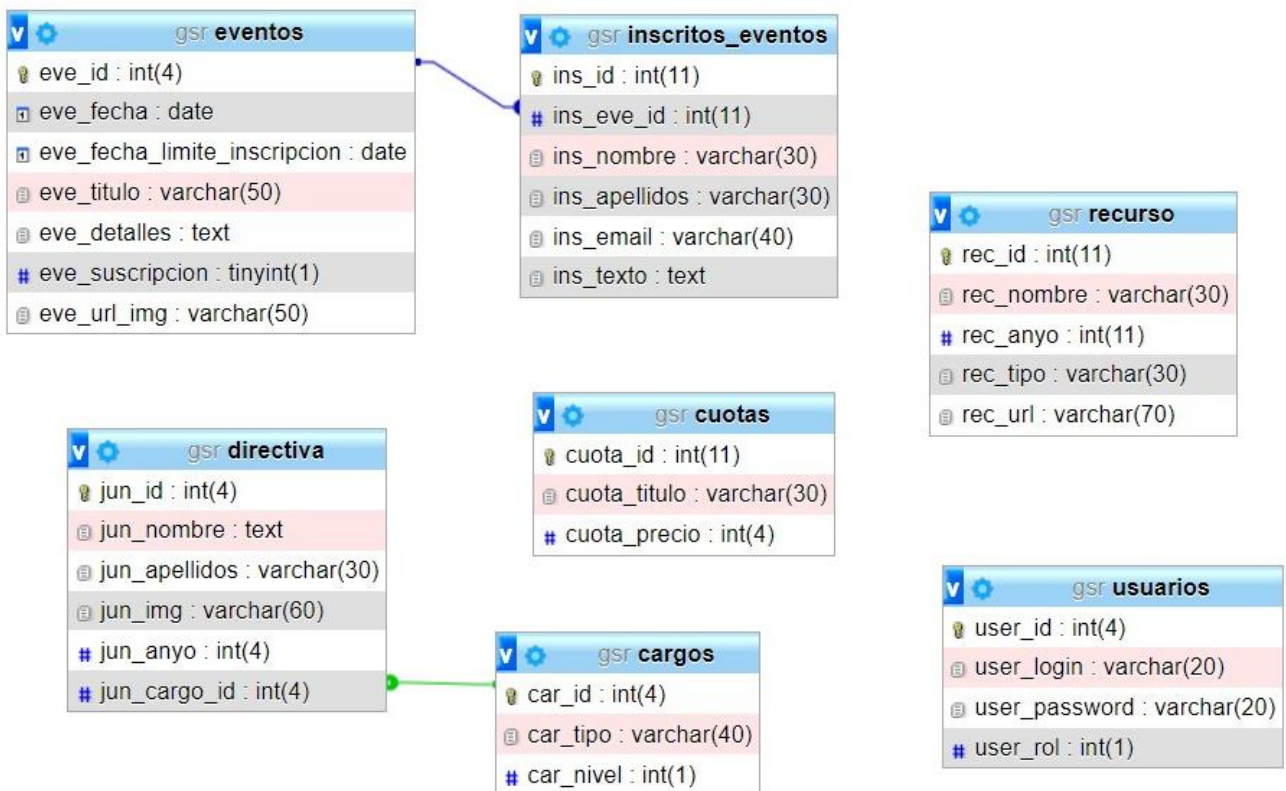 v gsr eventos
eve_id : int(4)
eve_fecha : date
eve_fecha_limite_inscripcion : date
eve_titulo : varchar(50)
eve_detalles : text
# eve_suscripcion : tinyint(1)
eve_url_img : varchar(50)
v gsr inscritos_eventos
ins_id : int(11)
# ins_eve_id : int(11)
ins_nombre : varchar(30)
ins_apellidos : varchar(30)
ins_email : varchar(40)
ins_texto : text
v gsr recurso
rec_id : int(11)
rec_nombre : varchar(30)
# rec_anyo : int(11)
rec_tipo : varchar(30)
rec_url : varchar(70)
v gsr directiva
jun_id : int(4)
jun_nombre : text
jun_apellidos : varchar(30)
jun_img : varchar(60)
# jun_anyo : int(4)
# jun_cargo_id : int(4)
v gsr cuotas
cuota_id : int(11)
cuota_titulo : varchar(30)
# cuota_precio : int(4)
v gsr cargos
car_id : int(4)
car_tipo : varchar(40)
# car_nivel : int(1)
v gsr usuarios
user_id : int(4)
user_login : varchar(20)
user_password : varchar(20)
# user_rol : int(1)